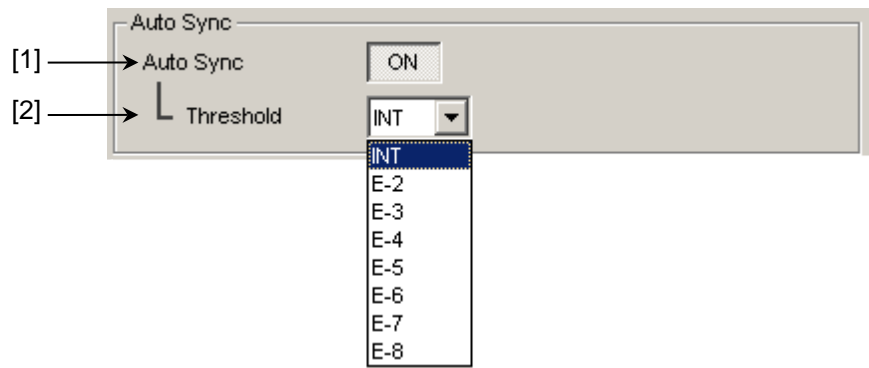 Auto Sync
[1] Auto Sync ON
[2] Threshold INT
INT
E-2
E-3
E-4
E-5
E-6
E-7
E-8